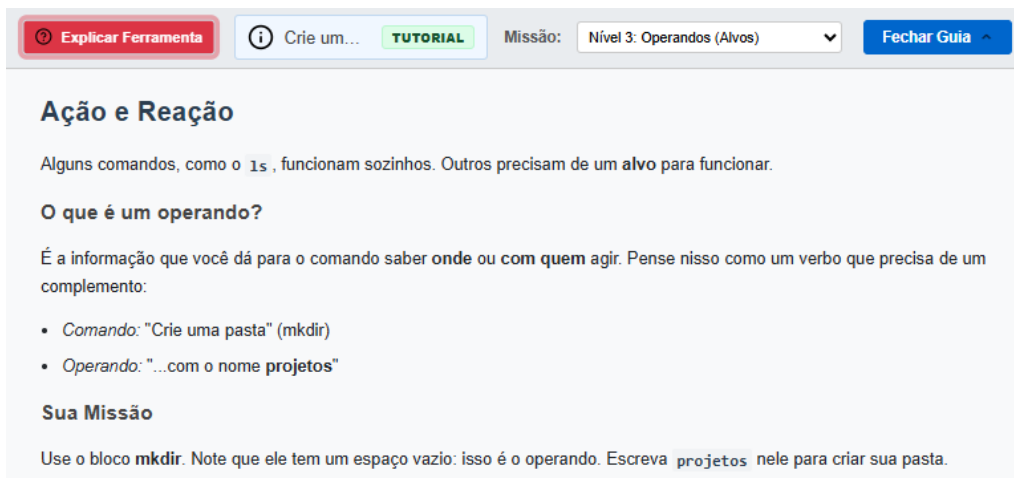 Explicar Ferramenta
Crie um...
TUTORIAL
Missão:
Nível 3: Operandos (Alvos)
Fechar Guia
Ação e Reação
Alguns comandos, como o ls, funcionam sozinhos. Outros precisam de um alvo para funcionar.
O que é um operando?
É a informação que você dá para o comando saber onde ou com quem agir. Pense nisso como um verbo que precisa de um
complemento:
• Comando: "Crie uma pasta" (mkdir)
• Operando: "...com o nome projetos"
Sua Missão
Use o bloco mkdir. Note que ele tem um espaço vazio: isso é o operando. Escreva projetos nele para criar sua pasta.